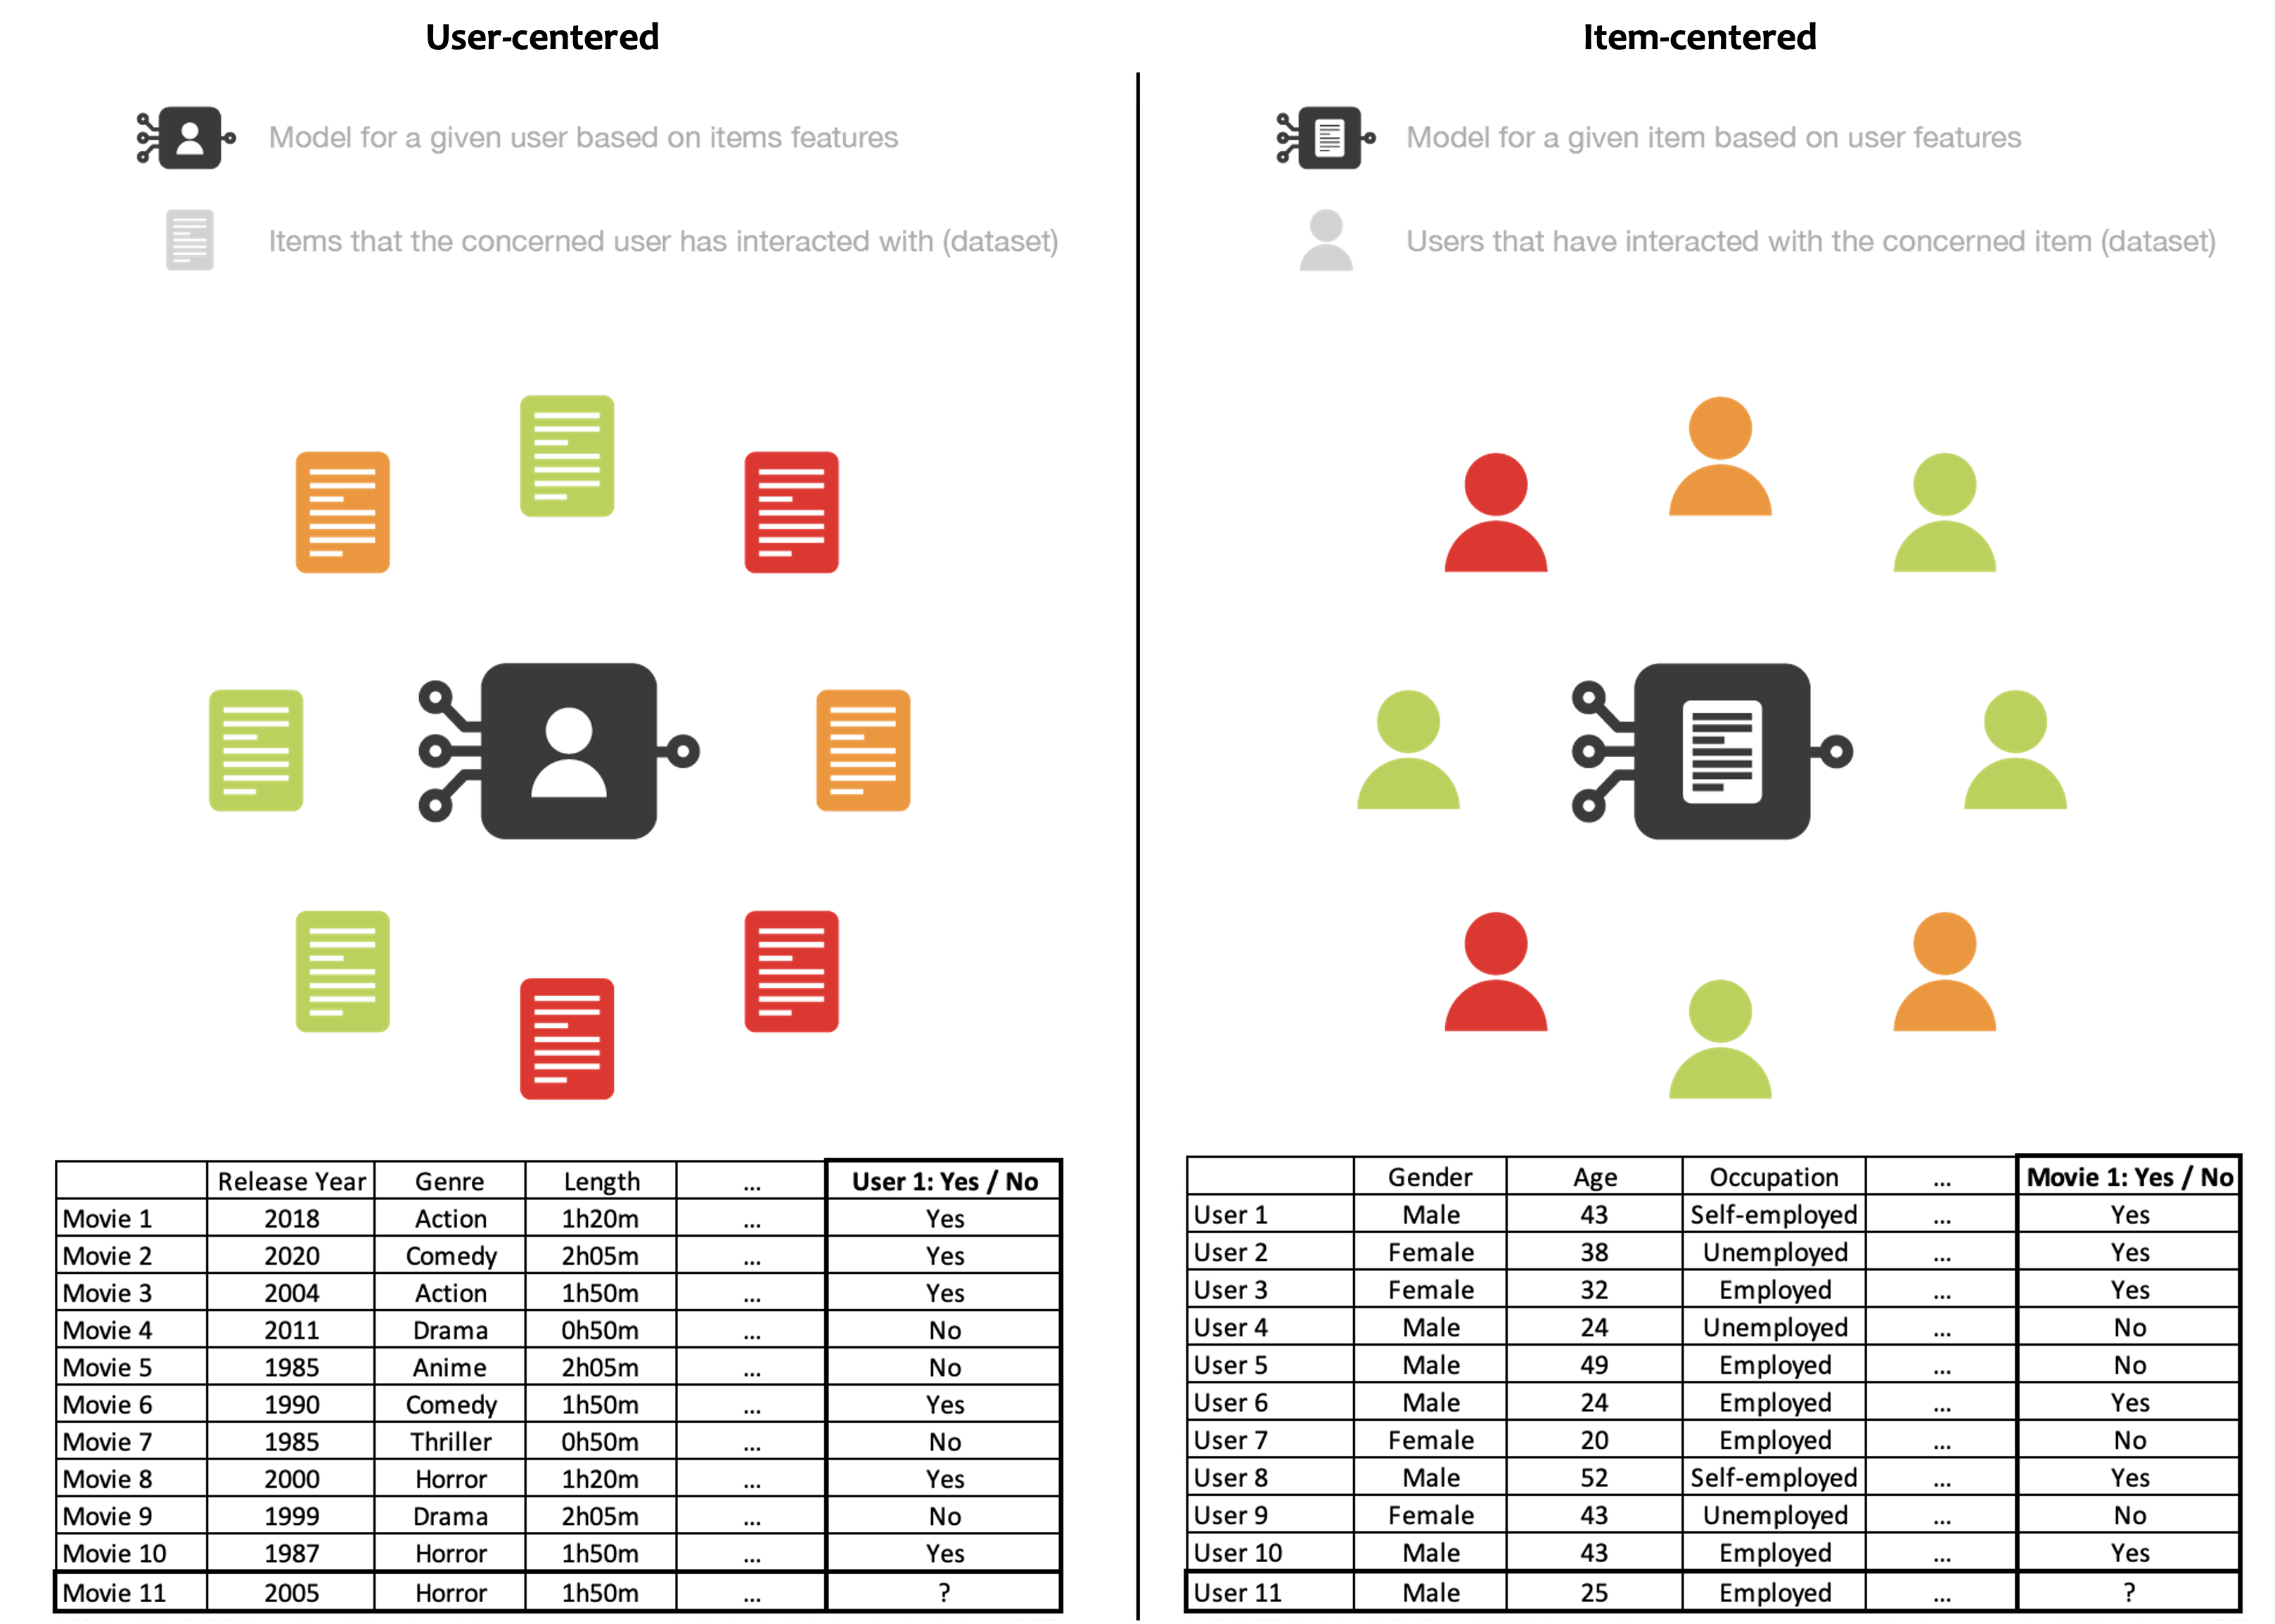 User-centered
Model for a given user based on items features
Items that the concerned user has interacted with (dataset)
Release Year Genre Length ... User 1: Yes / No
Movie 1 2018 Action 1h20m ... Yes
Movie 2 2020 Comedy 2h05m ... Yes
Movie 3 2004 Action 1h50m ... Yes
Movie 4 2011 Drama 0h50m ... No
Movie 5 1985 Anime 2h05m ... No
Movie 6 1990 Comedy 1h50m ... Yes
Movie 7 1985 Thriller 0h50m ... No
Movie 8 2000 Horror 1h20m ... Yes
Movie 9 1999 Drama 2h05m ... No
Movie 10 1987 Horror 1h50m ... Yes
Movie 11 2005 Horror 1h50m ... ?
Item-centered
Model for a given item based on user features
Users that have interacted with the concerned item (dataset)
Gender Age Occupation ... Movie 1: Yes / No
User 1 Male 43 Self-employed ... Yes
User 2 Female 38 Unemployed ... Yes
User 3 Female 32 Employed ... Yes
User 4 Male 24 Unemployed ... No
User 5 Male 49 Employed ... No
User 6 Male 24 Employed ... Yes
User 7 Female 20 Employed ... No
User 8 Male 52 Self-employed ... Yes
User 9 Female 43 Unemployed ... No
User 10 Male 43 Employed ... Yes
User 11 Male 25 Employed ... ?